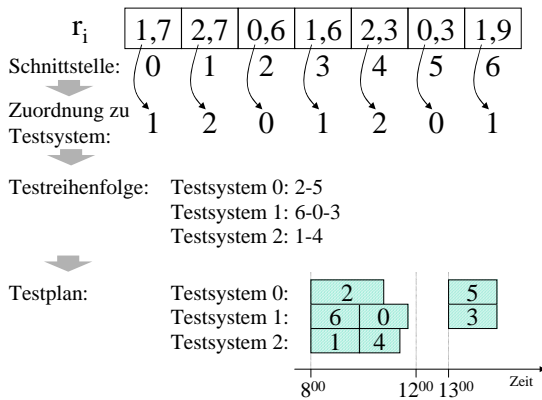 rᵢ 1,7 2,7 0,6 1,6 2,3 0,3 1,9
Schnittstelle: 0 1 2 3 4 5 6
Zuordnung zu
Testsystem: 1 2 0 1 2 0 1
Testreihenfolge: Testsystem 0: 2-5
Testsystem 1: 6-0-3
Testsystem 2: 1-4
Testplan: Testsystem 0: 2 5
Testsystem 1: 6 0 3
Testsystem 2: 1 4
8⁰⁰ 12⁰⁰ 13⁰⁰ Zeit